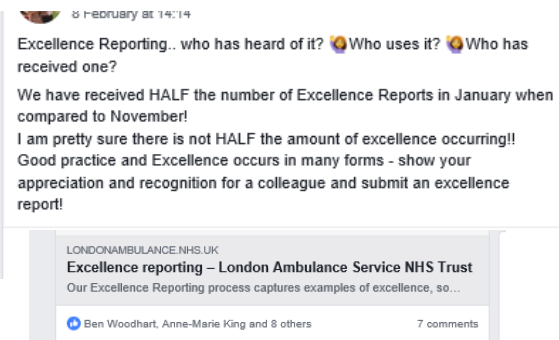 8 February at 14:14
Excellence Reporting.. who has heard of it? 🙋Who uses it? 🙋Who has
received one?
We have received HALF the number of Excellence Reports in January when
compared to November!
I am pretty sure there is not HALF the amount of excellence occurring!!
Good practice and Excellence occurs in many forms - show your
appreciation and recognition for a colleague and submit an excellence
report!
LONDONAMBULANCE.NHS.UK
Excellence reporting – London Ambulance Service NHS Trust
Our Excellence Reporting process captures examples of excellence, so...
Ben Woodhart, Anne-Marie King and 8 others 7 comments